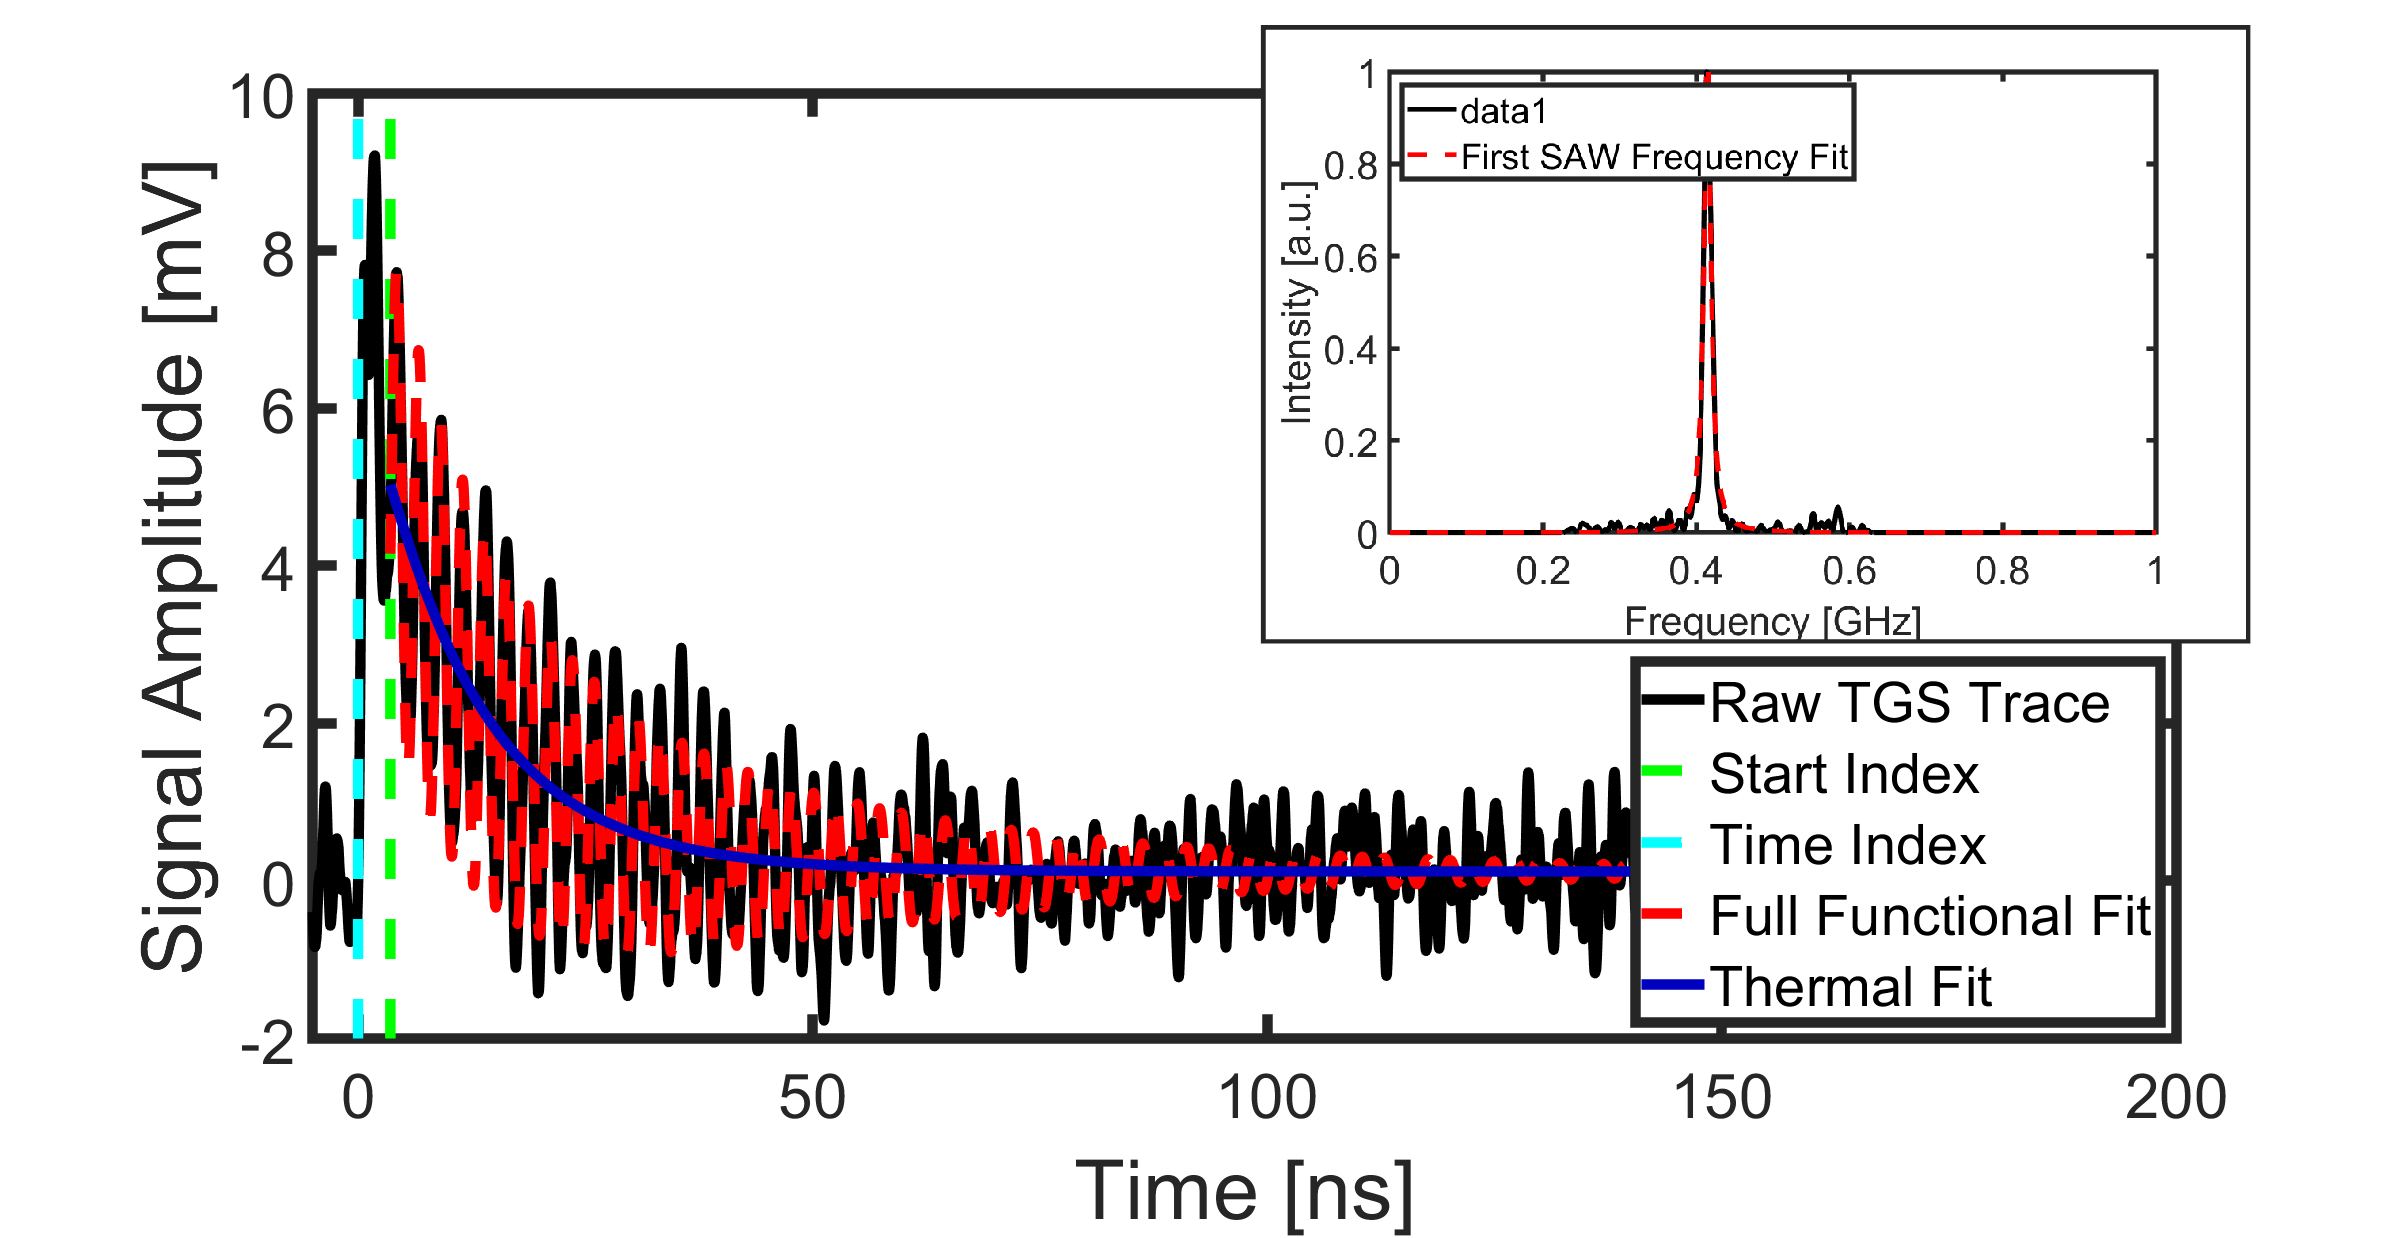 Signal Amplitude [mV]
10
8
6
4
2
0
-2
0
50
100
150
200
Time [ns]
Intensity [a.u.]
1
0.8
0.6
0.4
0.2
0
0
0.2
0.4
0.6
0.8
1
Frequency [GHz]
data1
First SAW Frequency Fit
Raw TGS Trace
Start Index
Time Index
Full Functional Fit
Thermal Fit